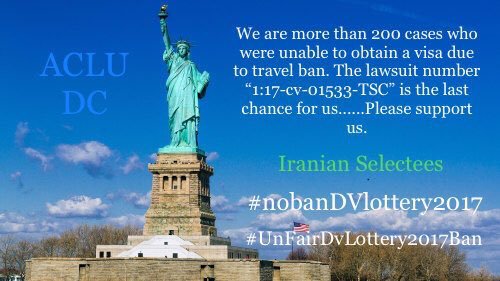 ACLU
DC
We are more than 200 cases who
were unable to obtain a visa due
to travel ban. The lawsuit number
“1:17-cv-01533-TSC” is the last
chance for us......Please support
us.
Iranian Selectees
#nobanDVlottery2017
#UnFairDvLottery2017Ban